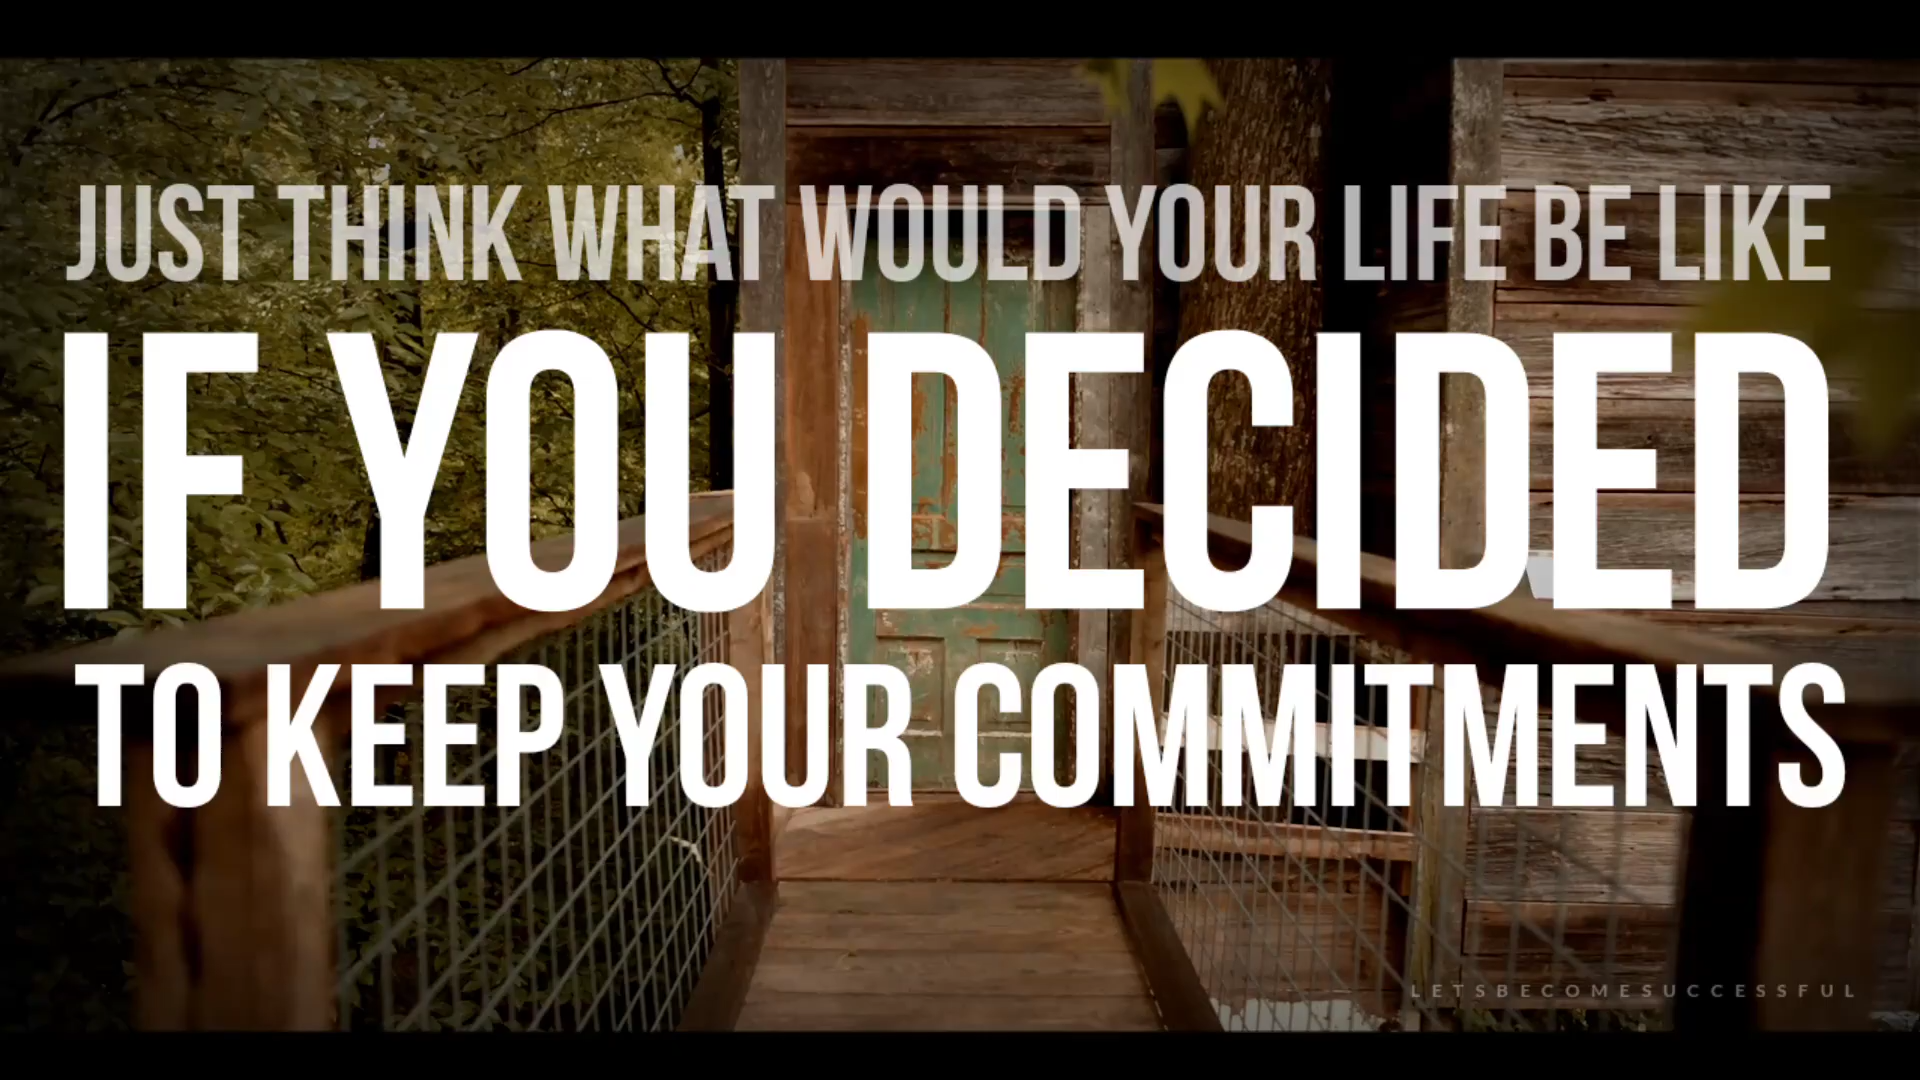 JUST THINK WHAT WOULD YOUR LIFE BE LIKE
IF YOU DECIDED
TO KEEP YOUR COMMITMENTS
LETSBECOMESUCCESSFUL